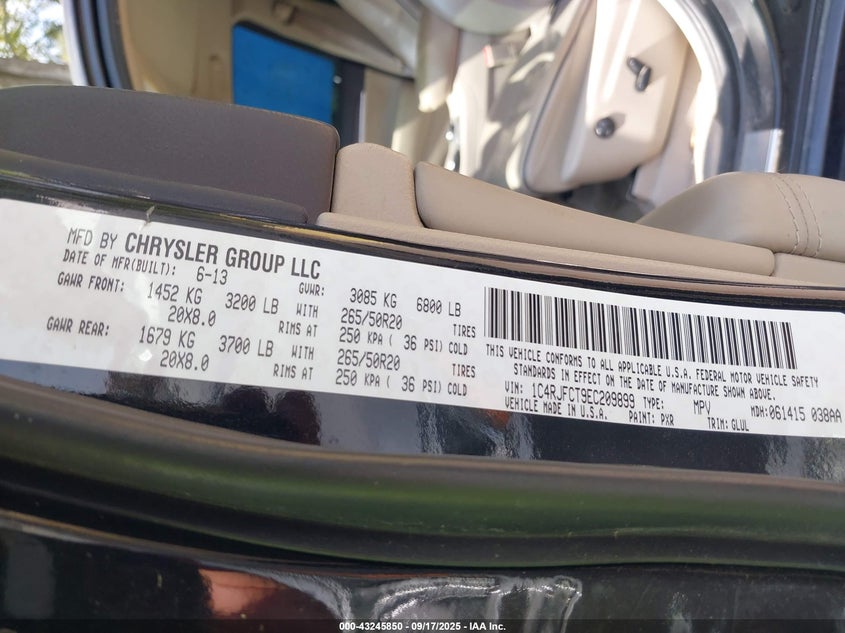 MFD BY CHRYSLER GROUP LLC
DATE OF MFR(BUILT): 6-13 GVWR: 3085 KG 6800 LB
GAWR FRONT: 1452 KG 3200 LB WITH 265/50R20 TIRES
20X8.0 RIMS AT 250 KPA ( 36 PSI) COLD
GAWR REAR: 1679 KG 3700 LB WITH 265/50R20 TIRES
20X8.0 RIMS AT 250 KPA ( 36 PSI) COLD
THIS VEHICLE CONFORMS TO ALL APPLICABLE U.S.A. FEDERAL MOTOR VEHICLE SAFETY
STANDARDS IN EFFECT ON THE DATE OF MANUFACTURE SHOWN ABOVE.
VIN: 1C4RJFCT9EC209899 TYPE: MPV MDH: 061415 038AA
MADE IN U.S.A. PAINT: PXR TRIM: GLUL
000-43245850 - 09/17/2025 - IAA Inc.